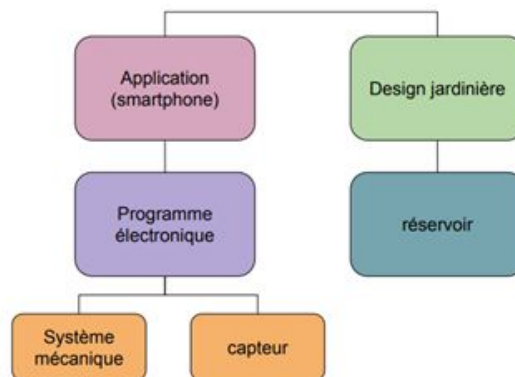 Application
(smartphone)
Design jardinière
Programme
électronique
réservoir
Système
mécanique
capteur